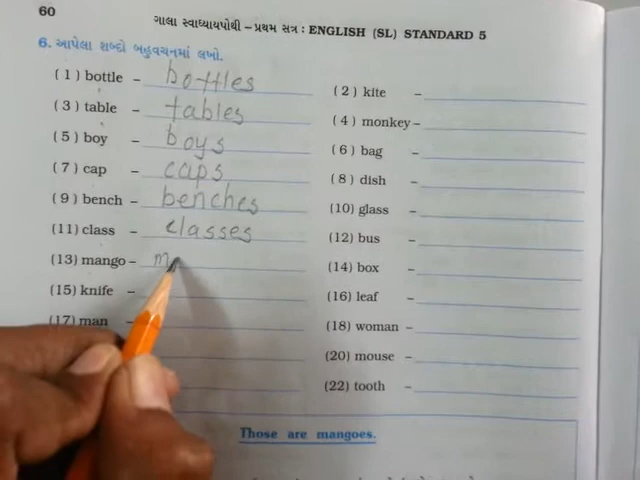 60
ગાલા સ્વાધ્યાયપોથી – પ્રથમ સત્ર : ENGLISH (SL) STANDARD 5
6. આપેલા શબ્દો બહુવચનમાં લખો.
( 1 ) bottle – bottles
( 2 ) kite –
( 3 ) table – tables
( 4 ) monkey –
( 5 ) boy – boys
( 6 ) bag –
( 7 ) cap – caps
( 8 ) dish –
( 9 ) bench – benches
(10) glass –
(11) class – classes
(12) bus –
(13) mango – m
(14) box –
(15) knife –
(16) leaf –
(17) man –
(18) woman –
(20) mouse –
(22) tooth –
Those are mangoes.